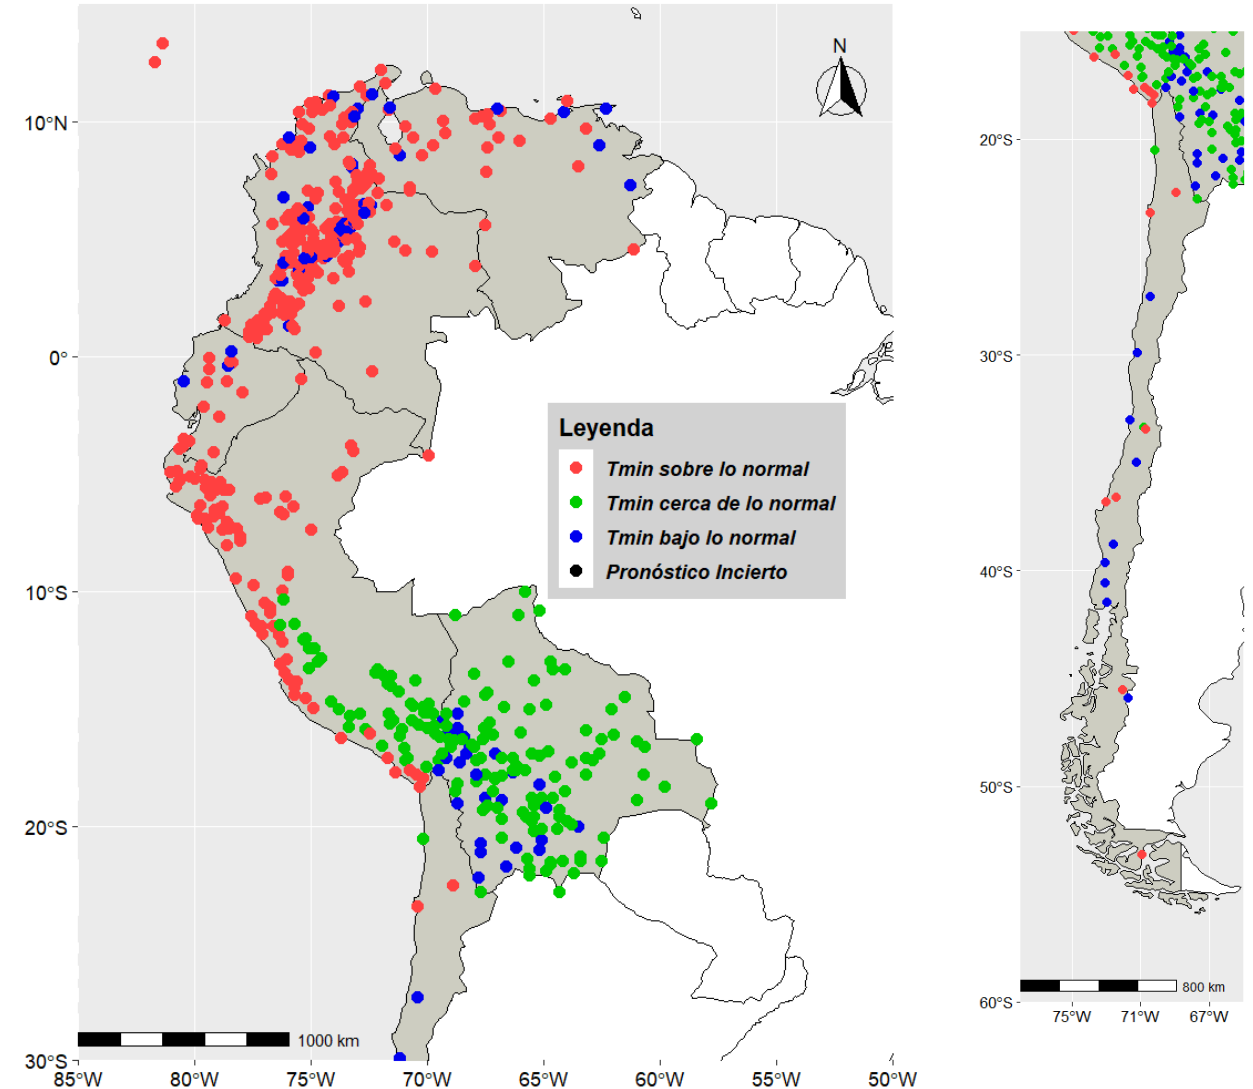 N
10°N
0°
10°S
20°S
30°S
85°W
80°W
75°W
70°W
65°W
60°W
55°W
50°W
1000 km
Leyenda
Tmin sobre lo normal
Tmin cerca de lo normal
Tmin bajo lo normal
Pronóstico Incierto
20°S
30°S
40°S
50°S
60°S
75°W
71°W
67°W
800 km